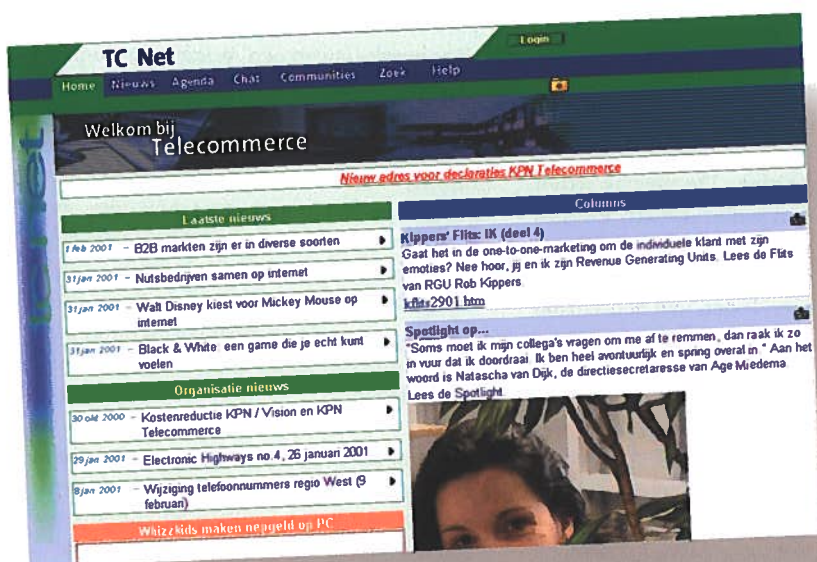 TC Net
Login
Home Nieuws Agenda Chat Communities Zoek Help
tcnet
Welkom bij
Telecommerce
Nieuw adres voor declaraties KPN Telecommerce
Laatste nieuws
1 feb 2001 - B2B markten zijn er in diverse soorten
31 jan 2001 - Nutsbedrijven samen op internet
31 jan 2001 - Walt Disney kiest voor Mickey Mouse op
internet
31 jan 2001 - Black & White: een game die je echt kunt
voelen
Organisatie nieuws
30 okt 2000 - Kostenreductie KPN / Vision en KPN
Telecommerce
29 jan 2001 - Electronic Highways no.4, 26 januari 2001
8 jan 2001 - Wijziging telefoonnummers regio West (9
februari)
Whizzkids maken nepgeld op PC
Columns
Kippers' Flits: IK (deel 4)
Gaat het in de one-to-one-marketing om de individuele klant met zijn
emoties? Nee hoor, jij en ik zijn Revenue Generating Units. Lees de Flits
van RGU Rob Kippers.
kflits2901.htm
Spotlight op...
"Soms moet ik mijn collega's vragen om me af te remmen, dan raak ik zo
in vuur dat ik doordraai. Ik ben heel avontuurlijk en spring overal in." Aan het
woord is Natascha van Dijk, de directiesecretaresse van Age Miedema.
Lees de Spotlight.